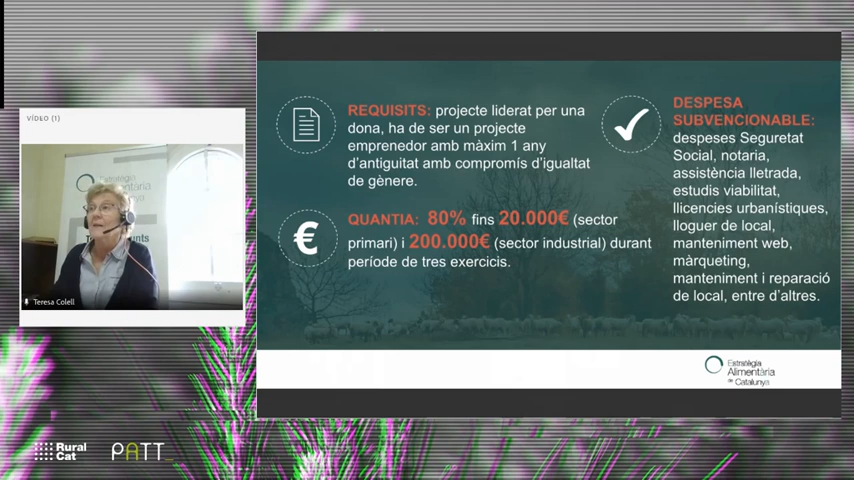 VÍDEO (1)
Estratègia
Alimentària
Teresa Colell
REQUISITS: projecte liderat per una
dona, ha de ser un projecte
emprenedor amb màxim 1 any
d'antiguitat amb compromís d'igualtat
de gènere.
QUANTIA: 80% fins 20.000€ (sector
primari) i 200.000€ (sector industrial) durant
període de tres exercicis.
DESPESA
SUBVENCIONABLE:
despeses Seguretat
Social, notaria,
assistència lletrada,
estudis viabilitat,
llicencies urbanístiques,
lloguer de local,
manteniment web,
màrqueting,
manteniment i reparació
de local, entre d'altres.
Estratègia
Alimentària
de Catalunya
Rural
Cat
PATT_